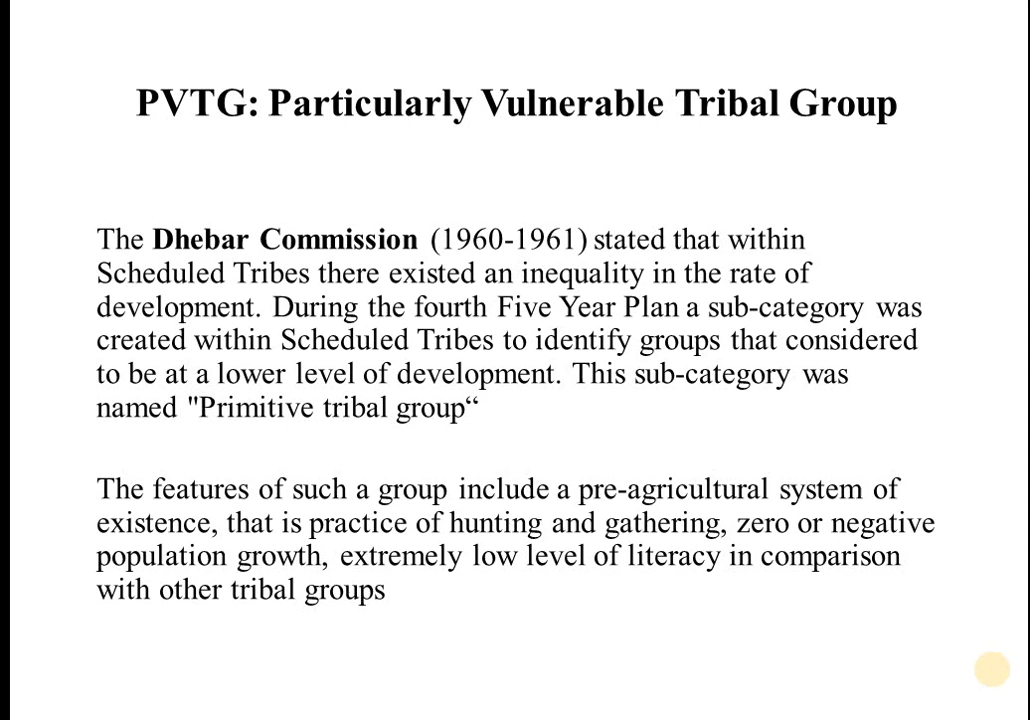 PVTG: Particularly Vulnerable Tribal Group
The Dhebar Commission (1960-1961) stated that within
Scheduled Tribes there existed an inequality in the rate of
development. During the fourth Five Year Plan a sub-category was
created within Scheduled Tribes to identify groups that considered
to be at a lower level of development. This sub-category was
named "Primitive tribal group“
The features of such a group include a pre-agricultural system of
existence, that is practice of hunting and gathering, zero or negative
population growth, extremely low level of literacy in comparison
with other tribal groups